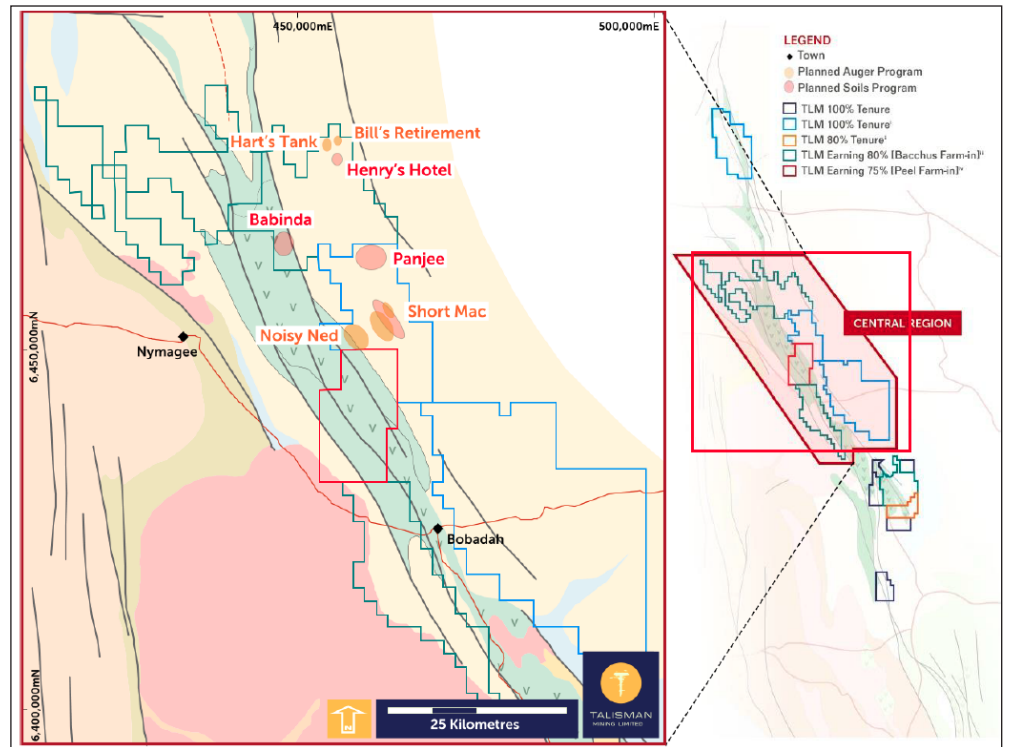 450,000mE
500,000mE
6,450,000mN
6,400,000mN
Hart's Tank
Bill's Retirement
Henry's Hotel
Babinda
Panjee
Short Mac
Noisy Ned
Nymagee
Bobadah
25 Kilometres
TALISMAN
MINING LIMITED
LEGEND
Town
Planned Auger Program
Planned Soils Program
TLM 100% Tenure
TLM 100% Tenure
TLM 80% Tenure
TLM Earning 80% [Bacchus Farm-in]
TLM Earning 75% [Peel Farm-in]
CENTRAL REGION